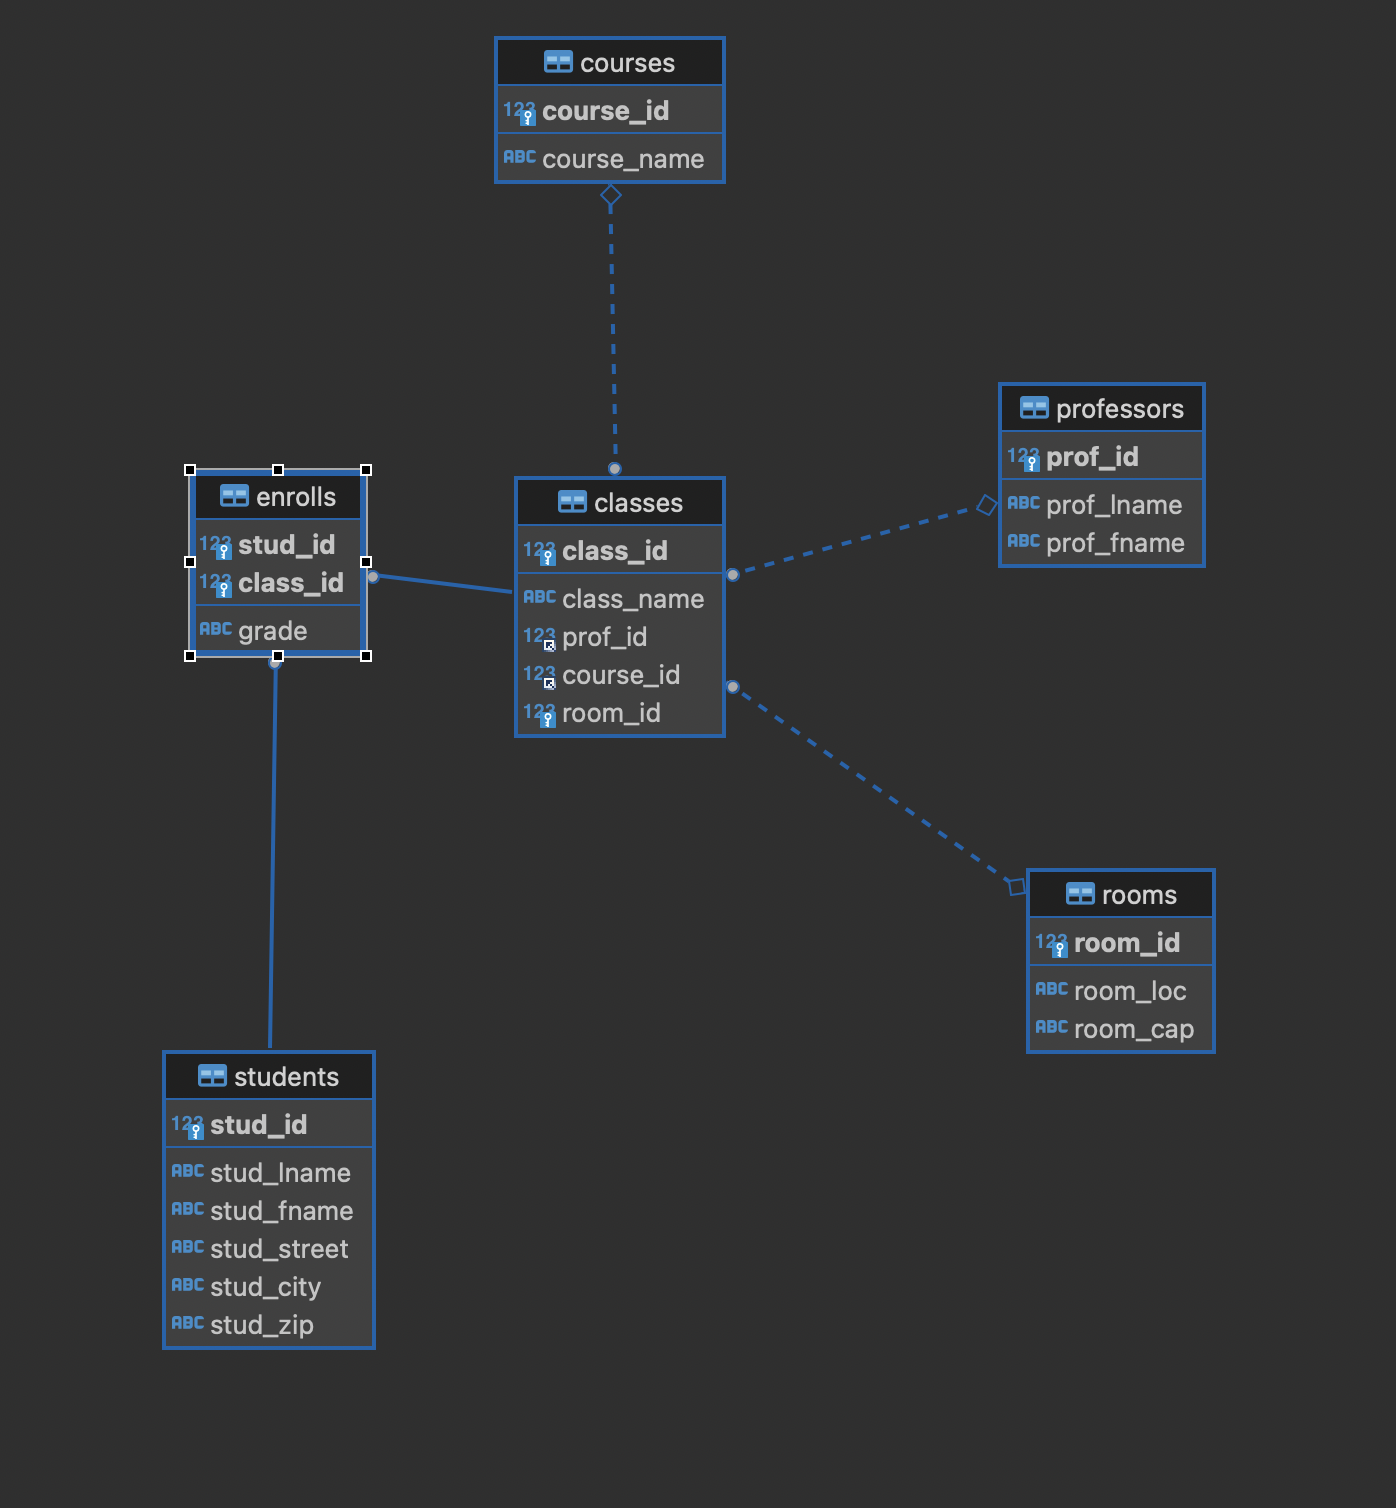 courses
123 course_id
ABC course_name
professors
123 prof_id
ABC prof_lname
ABC prof_fname
enrolls
123 stud_id
123 class_id
ABC grade
classes
123 class_id
ABC class_name
123 prof_id
123 course_id
123 room_id
rooms
123 room_id
ABC room_loc
ABC room_cap
students
123 stud_id
ABC stud_lname
ABC stud_fname
ABC stud_street
ABC stud_city
ABC stud_zip